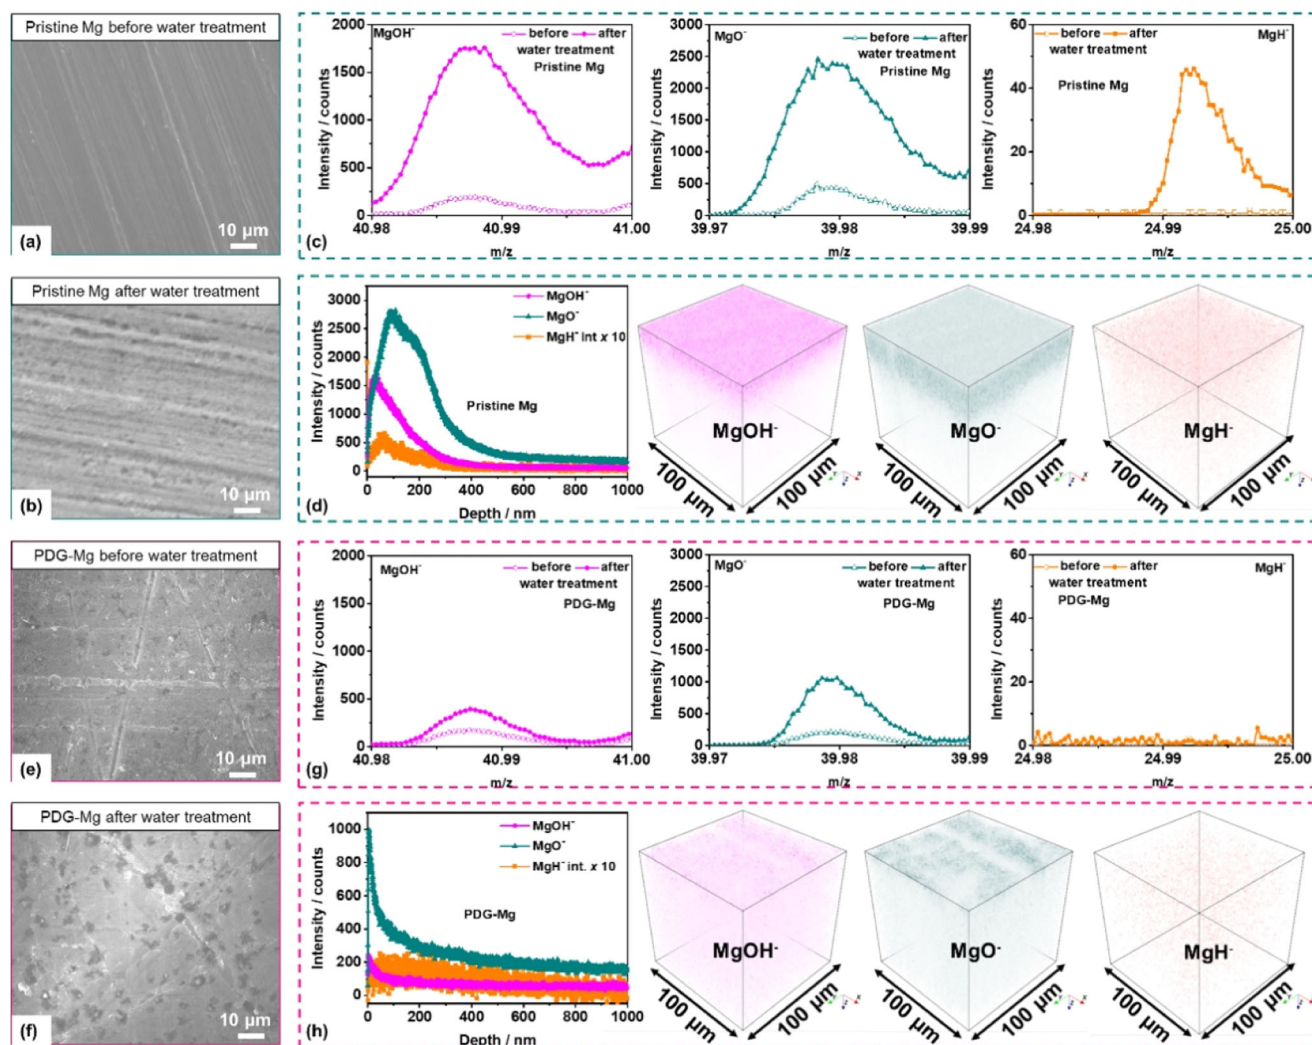 Pristine Mg before water treatment
(a)
10 µm
MgOH⁻
before after
water treatment
Pristine Mg
Intensity / counts
2000
1500
1000
500
0
40.98
40.99
41.00
m/z
(c)
MgO⁻
before after
water treatment
Pristine Mg
Intensity / counts
3000
2500
2000
1500
1000
500
0
39.97
39.98
39.99
m/z
before after
water treatment
MgH⁻
Pristine Mg
Intensity / counts
60
40
20
0
24.98
24.99
25.00
m/z
Pristine Mg after water treatment
(b)
10 µm
MgOH⁻
MgO⁻
MgH⁻ int x 10
Pristine Mg
Intensity / counts
3000
2500
2000
1500
1000
500
0
0
200
400
600
800
1000
Depth / nm
(d)
MgOH⁻
100 µm
100 µm
MgO⁻
100 µm
100 µm
MgH⁻
100 µm
100 µm
PDG-Mg before water treatment
(e)
10 µm
MgOH⁻
before after
water treatment
PDG-Mg
Intensity / counts
2000
1500
1000
500
0
40.98
40.99
41.00
m/z
(g)
MgO⁻
before after
water treatment
PDG-Mg
Intensity / counts
3000
2500
2000
1500
1000
500
0
39.97
39.98
39.99
m/z
before after
water treatment
MgH⁻
PDG-Mg
Intensity / counts
60
40
20
0
24.98
24.99
25.00
m/z
PDG-Mg after water treatment
(f)
10 µm
MgOH⁻
MgO⁻
MgH⁻ int. x 10
PDG-Mg
Intensity / counts
1000
800
600
400
200
0
0
200
400
600
800
1000
Depth / nm
(h)
MgOH⁻
100 µm
100 µm
MgO⁻
100 µm
100 µm
MgH⁻
100 µm
100 µm